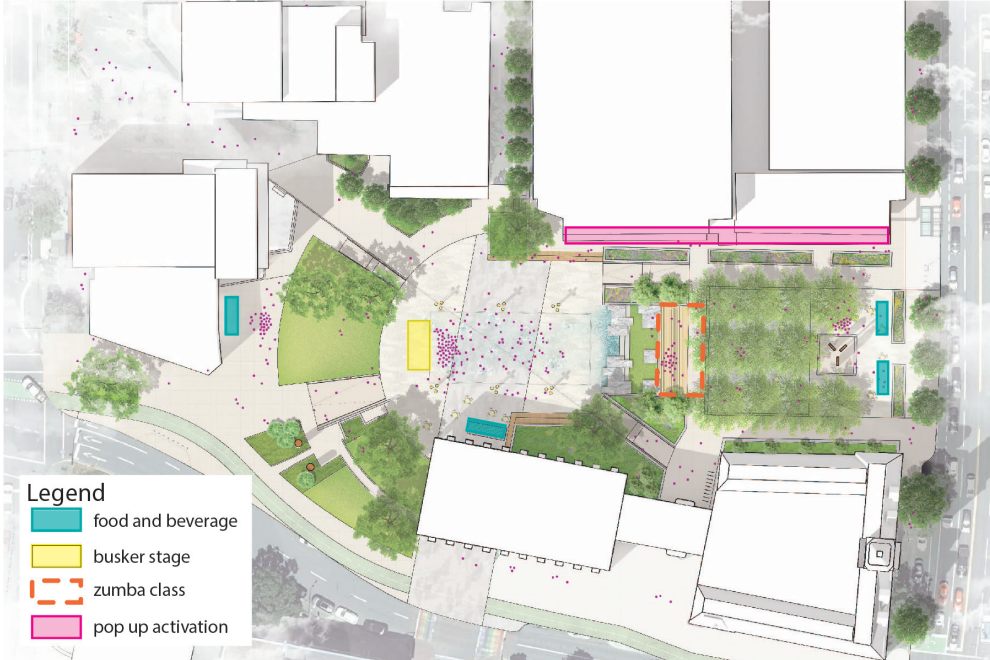 Legend
food and beverage
busker stage
zumba class
pop up activation